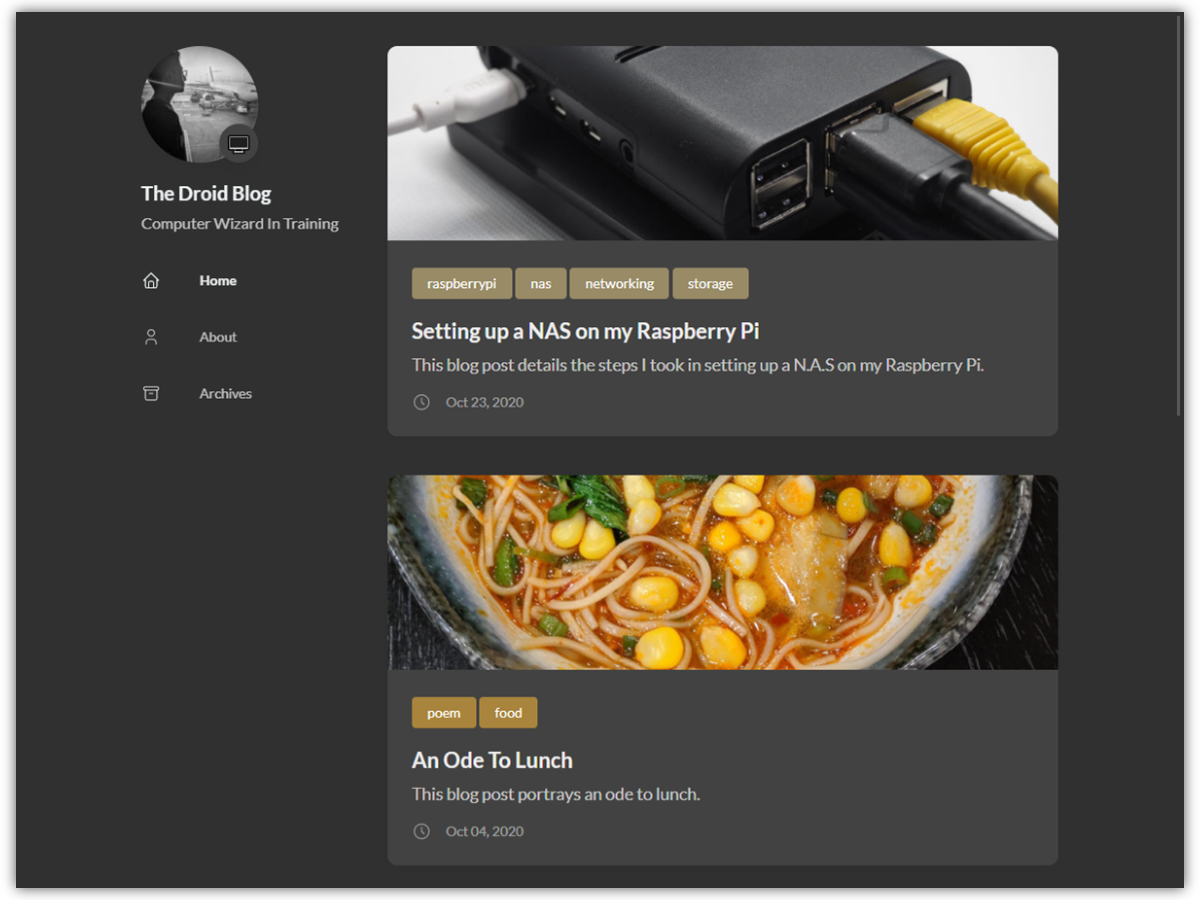 The Droid Blog
Computer Wizard In Training
Home
About
Archives
raspberrypi nas networking storage
Setting up a NAS on my Raspberry Pi
This blog post details the steps I took in setting up a N.A.S on my Raspberry Pi.
Oct 23, 2020
poem food
An Ode To Lunch
This blog post portrays an ode to lunch.
Oct 04, 2020